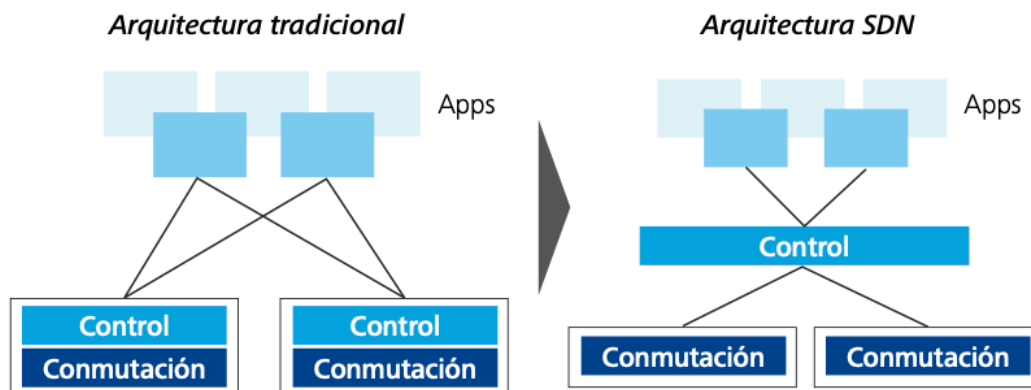 Arquitectura tradicional
Apps
Control
Conmutación
Control
Conmutación
Arquitectura SDN
Apps
Control
Conmutación
Conmutación